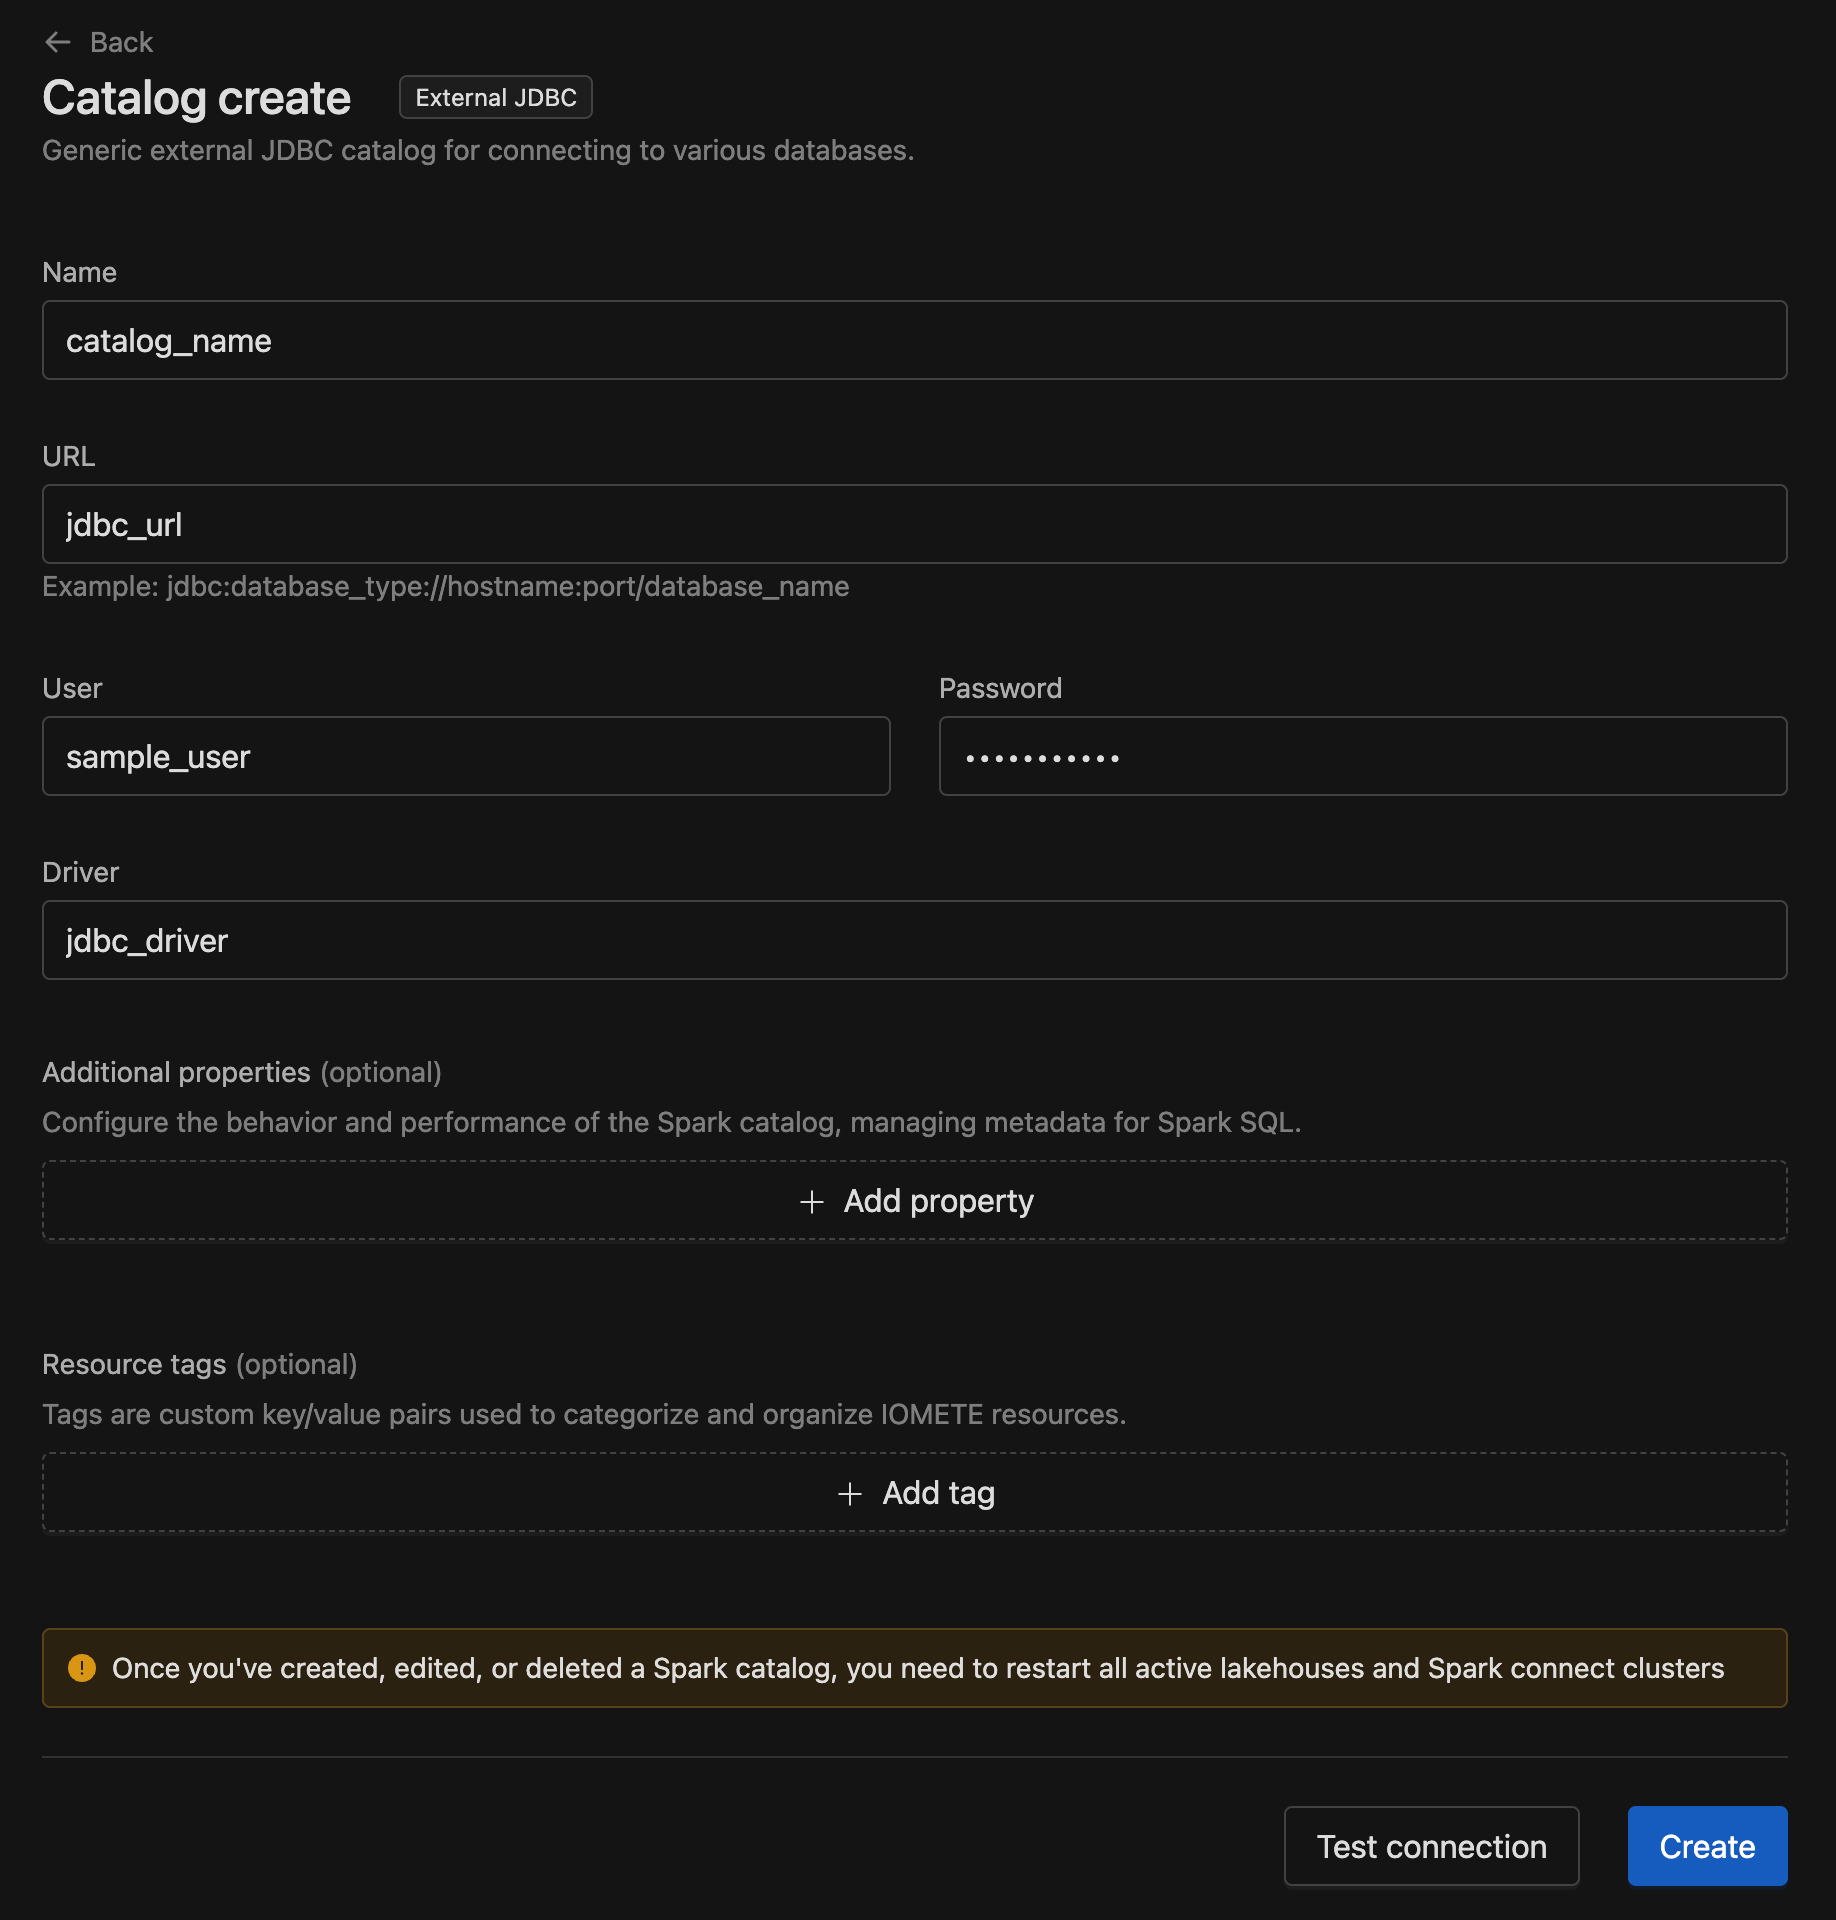 Back
Catalog create
External JDBC
Generic external JDBC catalog for connecting to various databases.
Name
catalog_name
URL
jdbc_url
Example: jdbc:database_type://hostname:port/database_name
User
Password
sample_user
•••••••••••
Driver
jdbc_driver
Additional properties (optional)
Configure the behavior and performance of the Spark catalog, managing metadata for Spark SQL.
+ Add property
Resource tags (optional)
Tags are custom key/value pairs used to categorize and organize IOMETE resources.
+ Add tag
Once you've created, edited, or deleted a Spark catalog, you need to restart all active lakehouses and Spark connect clusters
Test connection
Create